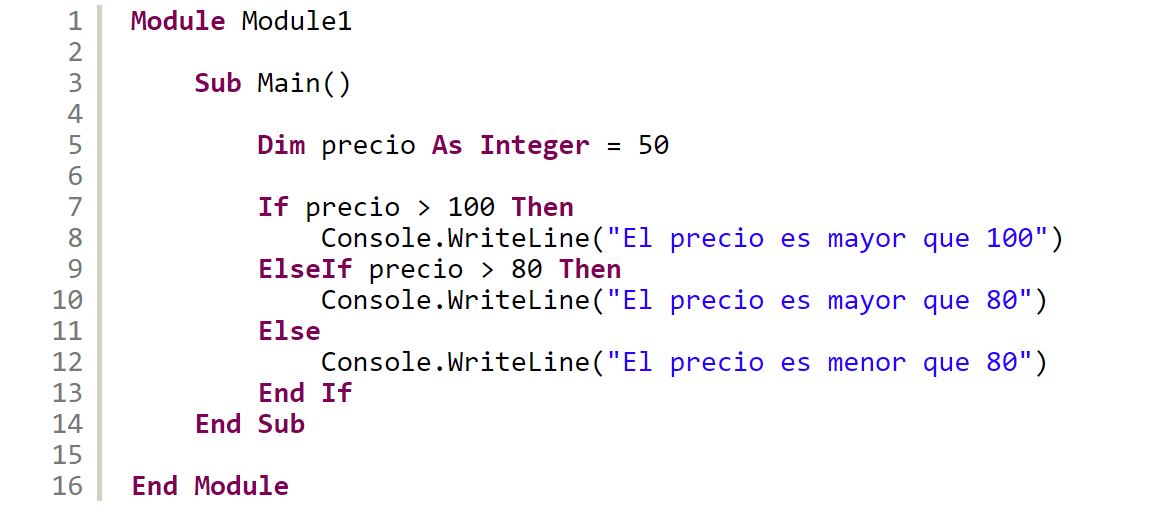 1 Module Module1
2
3 Sub Main()
4
5 Dim precio As Integer = 50
6
7 If precio > 100 Then
8 Console.WriteLine("El precio es mayor que 100")
9 ElseIf precio > 80 Then
10 Console.WriteLine("El precio es mayor que 80")
11 Else
12 Console.WriteLine("El precio es menor que 80")
13 End If
14 End Sub
15
16 End Module